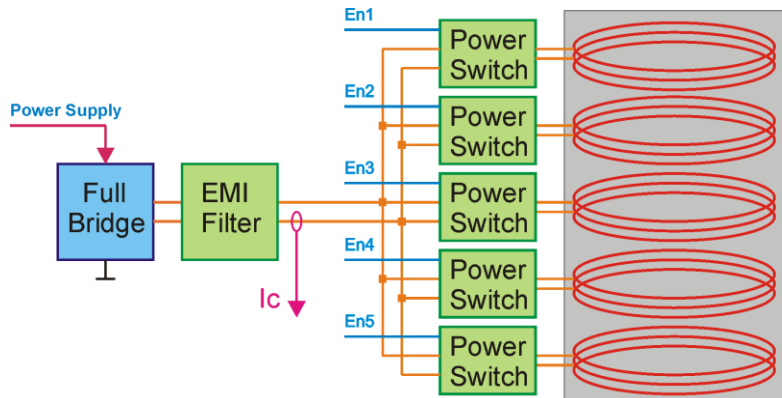 En1
Power
Switch
En2
Power Supply
Power
Switch
En3
Full
Bridge
EMI
Filter
Power
Switch
En4
Ic
Power
Switch
En5
Power
Switch